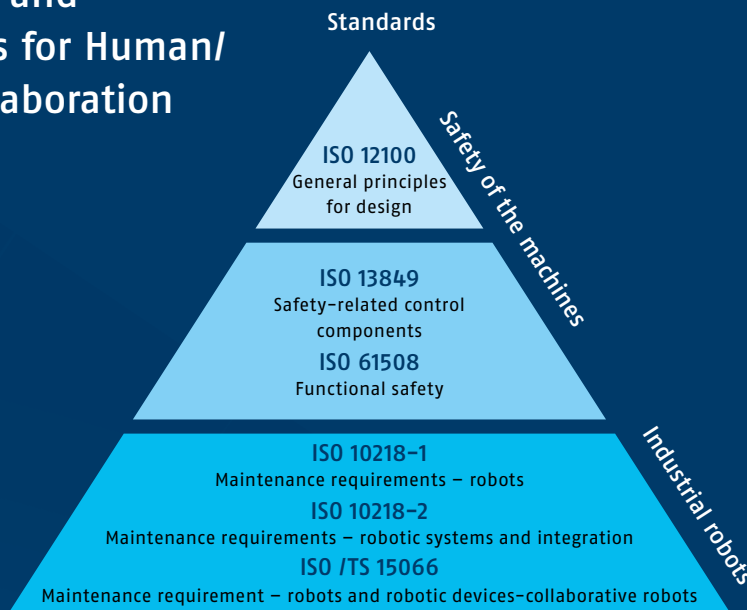 and
s for Human/
aboration
Standards
ISO 12100
General principles
for design
Safety of the machines
ISO 13849
Safety-related control
components
ISO 61508
Functional safety
ISO 10218-1
Maintenance requirements – robots
ISO 10218-2
Maintenance requirements – robotic systems and integration
ISO /TS 15066
Maintenance requirement – robots and robotic devices-collaborative robots
Industrial robots